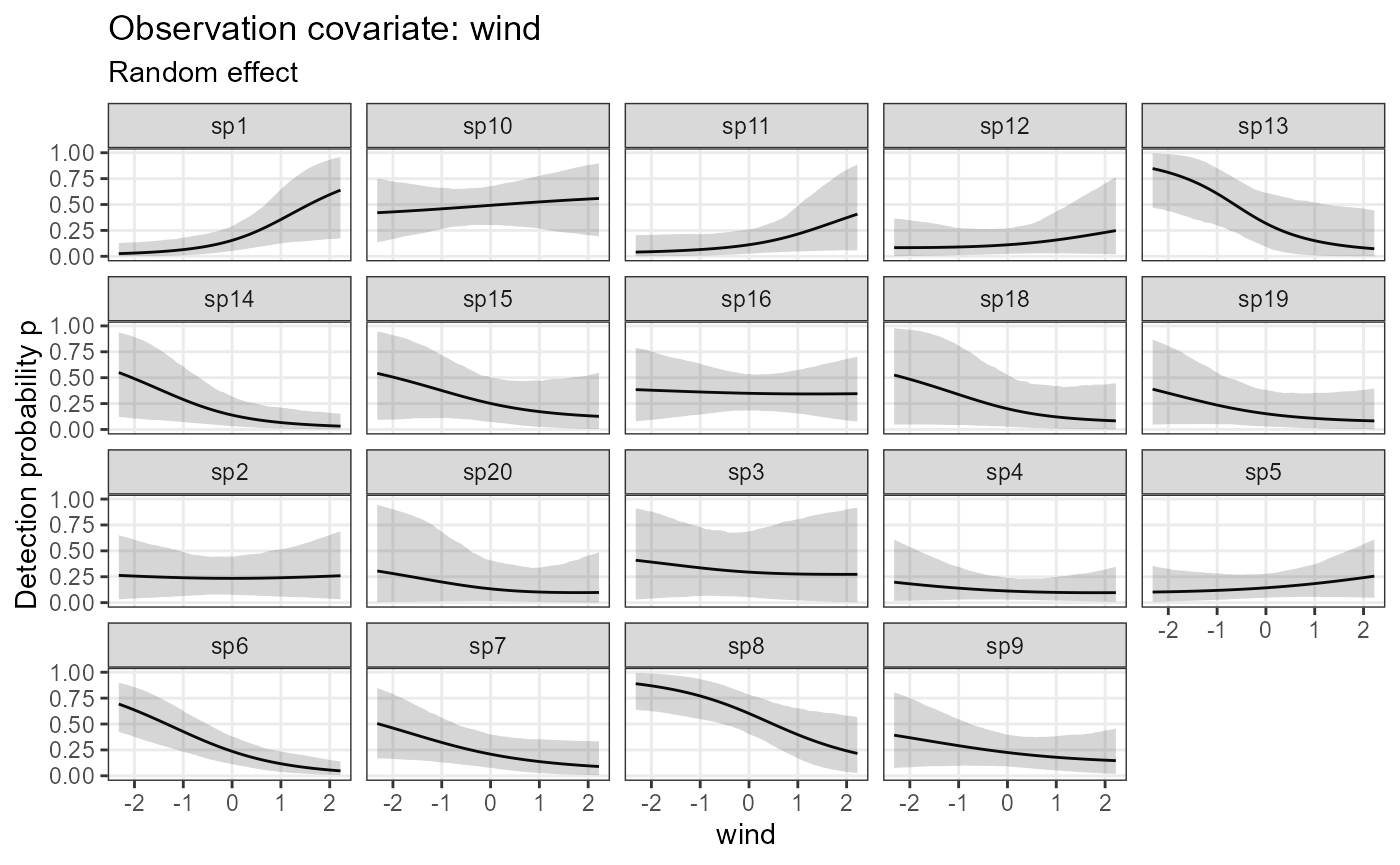 Observation covariate: wind
Random effect
sp1 sp10 sp11 sp12 sp13
1.00
0.75
0.50
0.25
0.00
sp14 sp15 sp16 sp18 sp19
1.00
0.75
0.50
0.25
0.00
sp2 sp20 sp3 sp4 sp5
1.00
0.75
0.50
0.25
0.00
-2 -1 0 1 2
sp6 sp7 sp8 sp9
1.00
0.75
0.50
0.25
0.00
-2 -1 0 1 2 -2 -1 0 1 2 -2 -1 0 1 2 -2 -1 0 1 2
wind
Detection probability p